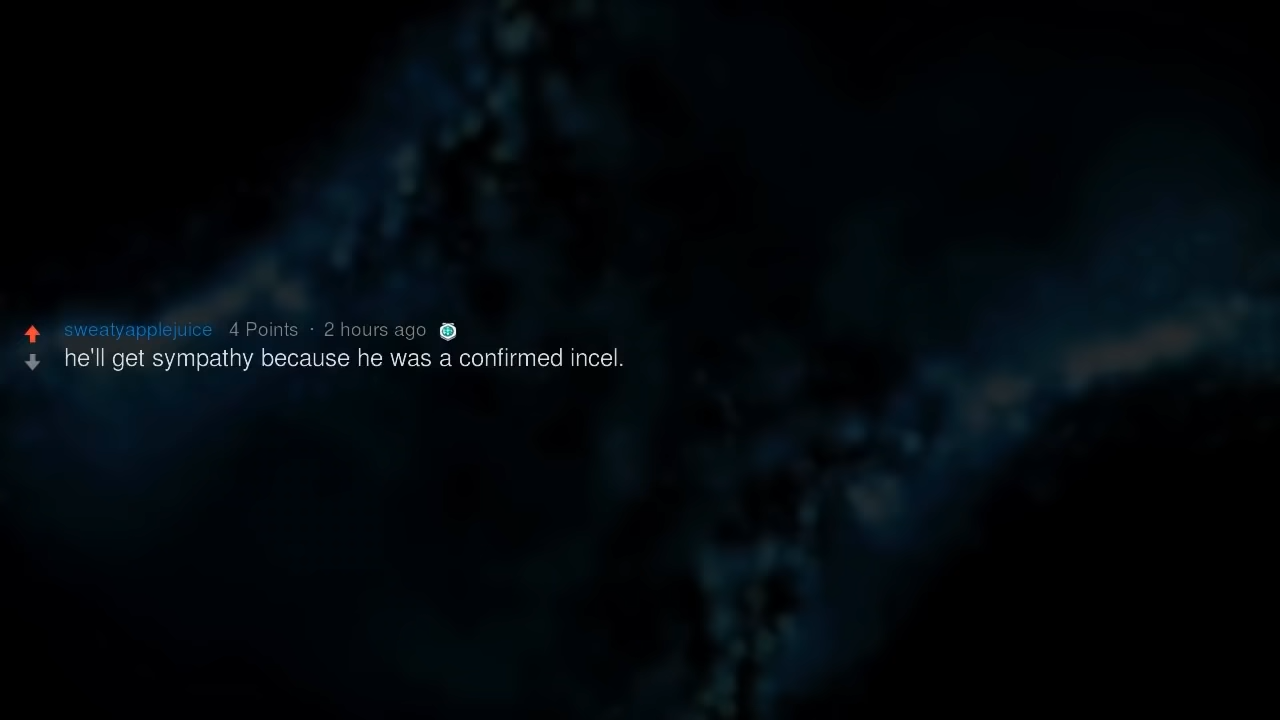 sweatyapplejuice 4 Points · 2 hours ago
he'll get sympathy because he was a confirmed incel.